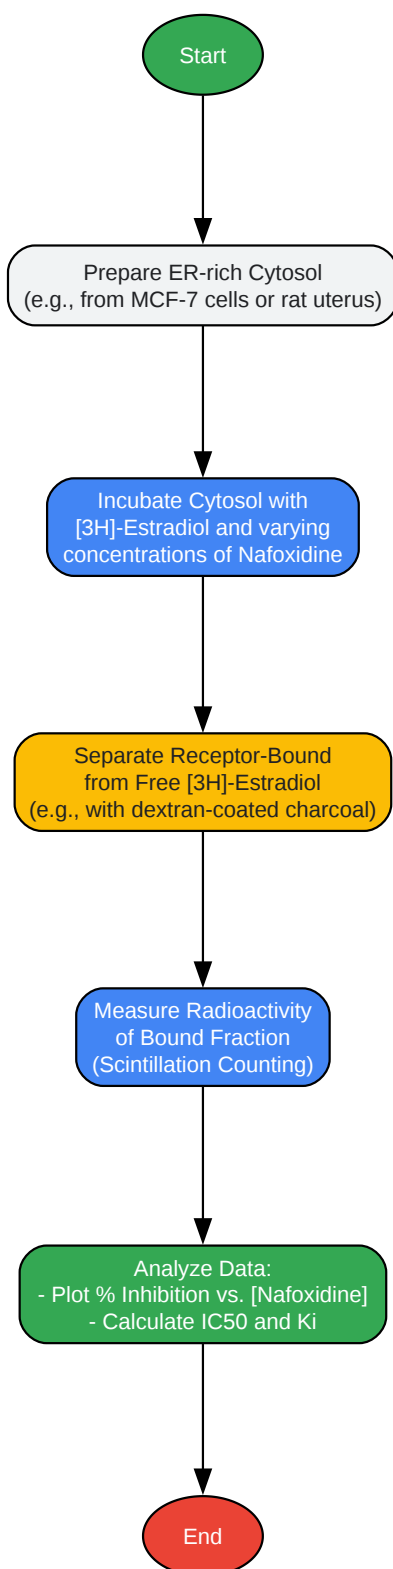 Start
Prepare ER-rich Cytosol
(e.g., from MCF-7 cells or rat uterus)
Incubate Cytosol with
[3H]-Estradiol and varying
concentrations of Nafoxidine
Separate Receptor-Bound
from Free [3H]-Estradiol
(e.g., with dextran-coated charcoal)
Measure Radioactivity
of Bound Fraction
(Scintillation Counting)
Analyze Data:
- Plot % Inhibition vs. [Nafoxidine]
- Calculate IC50 and Ki
End